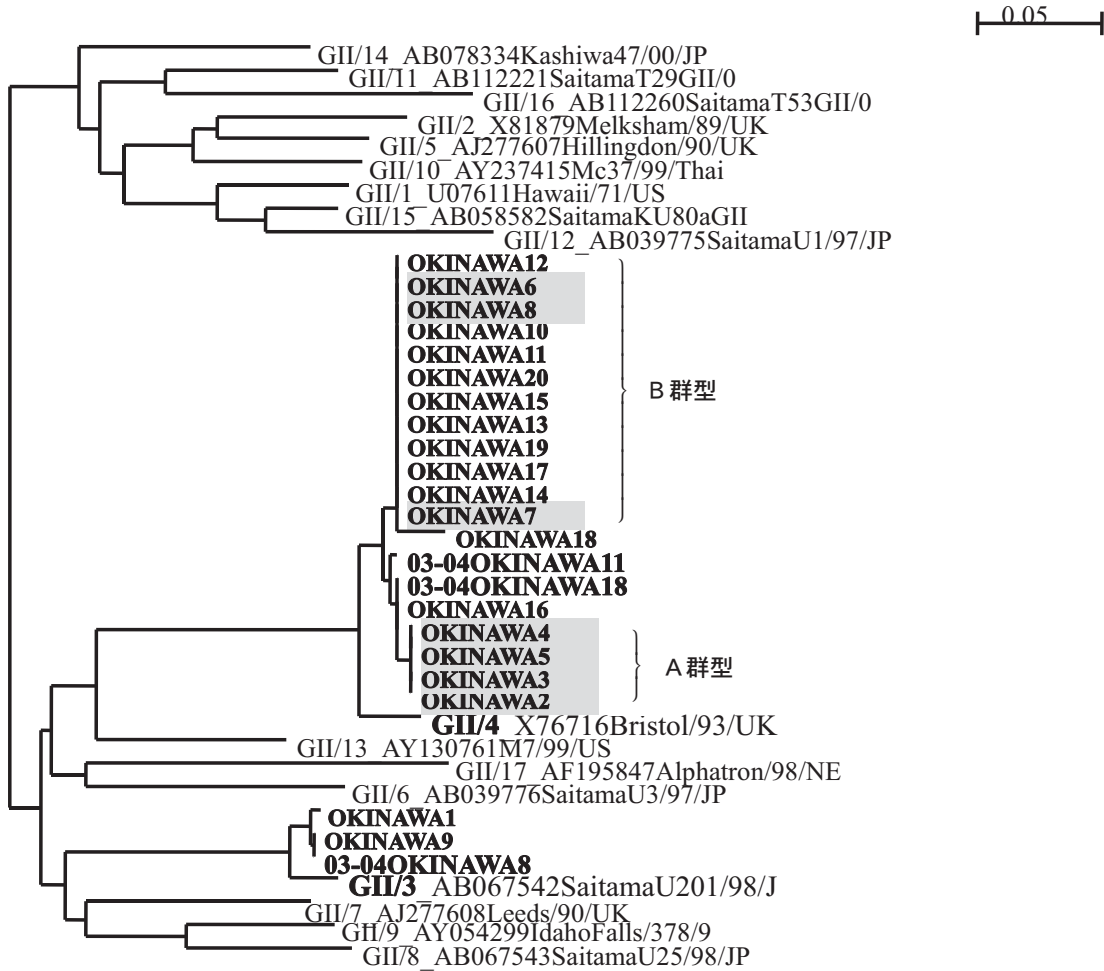 0.05
GII/14_AB078334Kashiwa47/00/JP
GII/11_AB112221SaitamaT29GII/0
GII/16_AB112260SaitamaT53GII/0
GII/2_X81879Melksham/89/UK
GII/5_AJ277607Hillingdon/90/UK
GII/10_AY237415Mc37/99/Thai
GII/1_U07611Hawaii/71/US
GII/15_AB058582SaitamaKU80aGII
GII/12_AB039775SaitamaU1/97/JP
OKINAWA12
OKINAWA6
OKINAWA8
OKINAWA10
OKINAWA11
OKINAWA20
OKINAWA15
B 群型
OKINAWA13
OKINAWA19
OKINAWA17
OKINAWA14
OKINAWA7
OKINAWA18
03-04OKINAWA11
03-04OKINAWA18
OKINAWA16
OKINAWA4
OKINAWA5
A 群型
OKINAWA3
OKINAWA2
GII/4_X76716Bristol/93/UK
GII/13_AY130761M7/99/US
GII/17_AF195847Alphatron/98/NE
GII/6_AB039776SaitamaU3/97/JP
OKINAWA1
OKINAWA9
03-04OKINAWA8
GII/3_AB067542SaitamaU201/98/J
GII/7_AJ277608Leeds/90/UK
GII/9_AY054299IdahoFalls/378/9
GII/8_AB067543SaitamaU25/98/JP